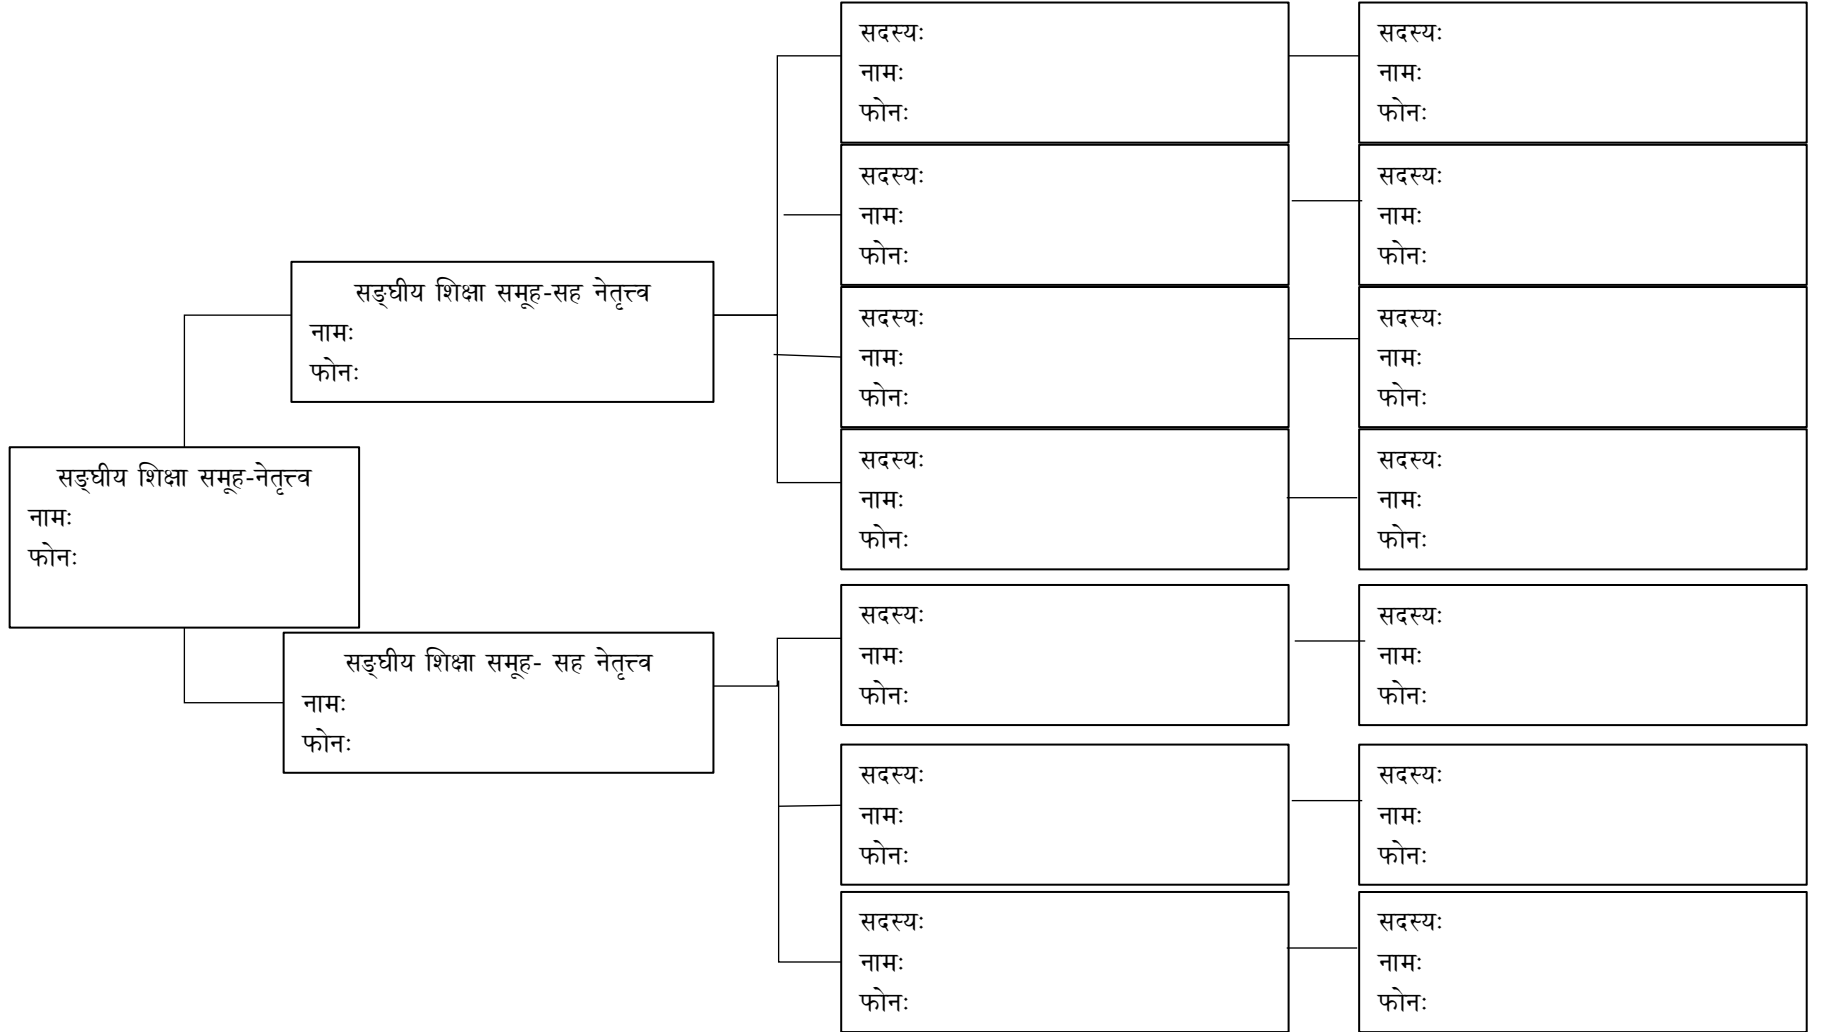 सङ्घीय शिक्षा समूह-नेतृत्त्व
नामः
फोनः
सङ्घीय शिक्षा समूह-सह नेतृत्त्व
नामः
फोनः
सङ्घीय शिक्षा समूह- सह नेतृत्त्व
नामः
फोनः
सदस्यः
नामः
फोनः
सदस्यः
नामः
फोनः
सदस्यः
नामः
फोनः
सदस्यः
नामः
फोनः
सदस्यः
नामः
फोनः
सदस्यः
नामः
फोनः
सदस्यः
नामः
फोनः
सदस्यः
नामः
फोनः
सदस्यः
नामः
फोनः
सदस्यः
नामः
फोनः
सदस्यः
नामः
फोनः
सदस्यः
नामः
फोनः
सदस्यः
नामः
फोनः
सदस्यः
नामः
फोनः